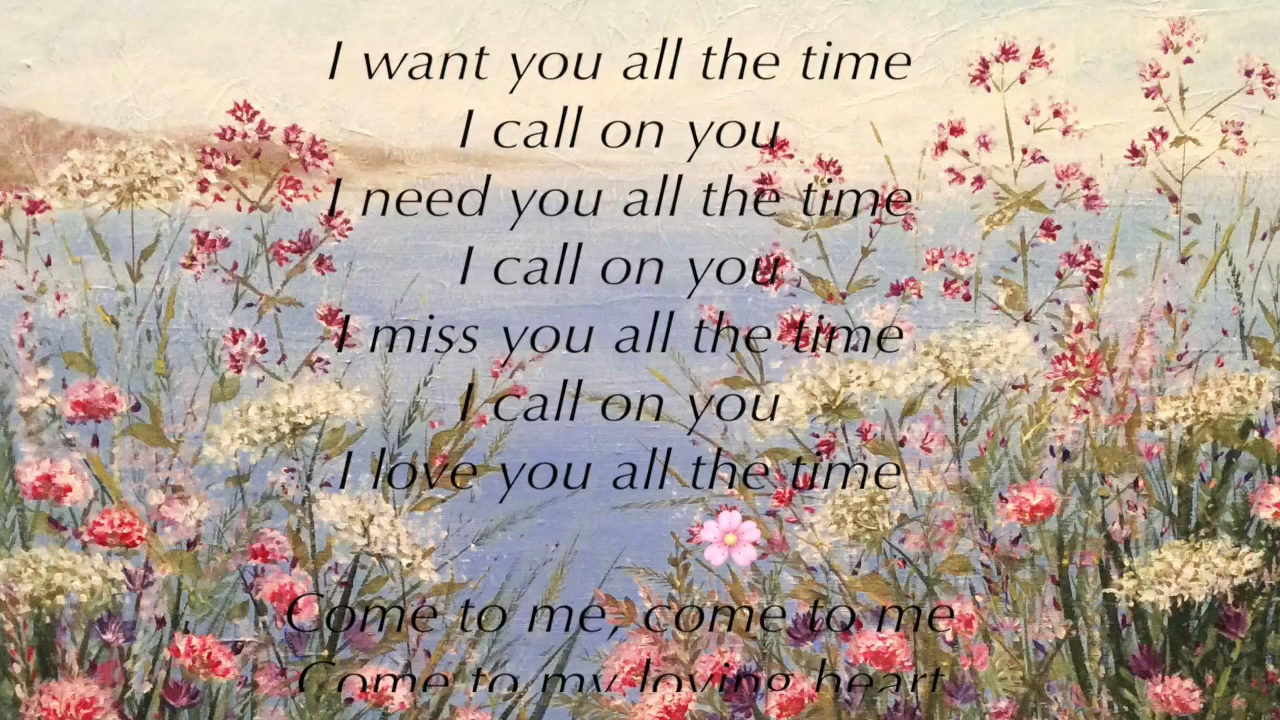 I want you all the time
I call on you
I need you all the time
I call on you
I miss you all the time
I call on you
I love you all the time
Come to me, come to me
Come to my loving heart